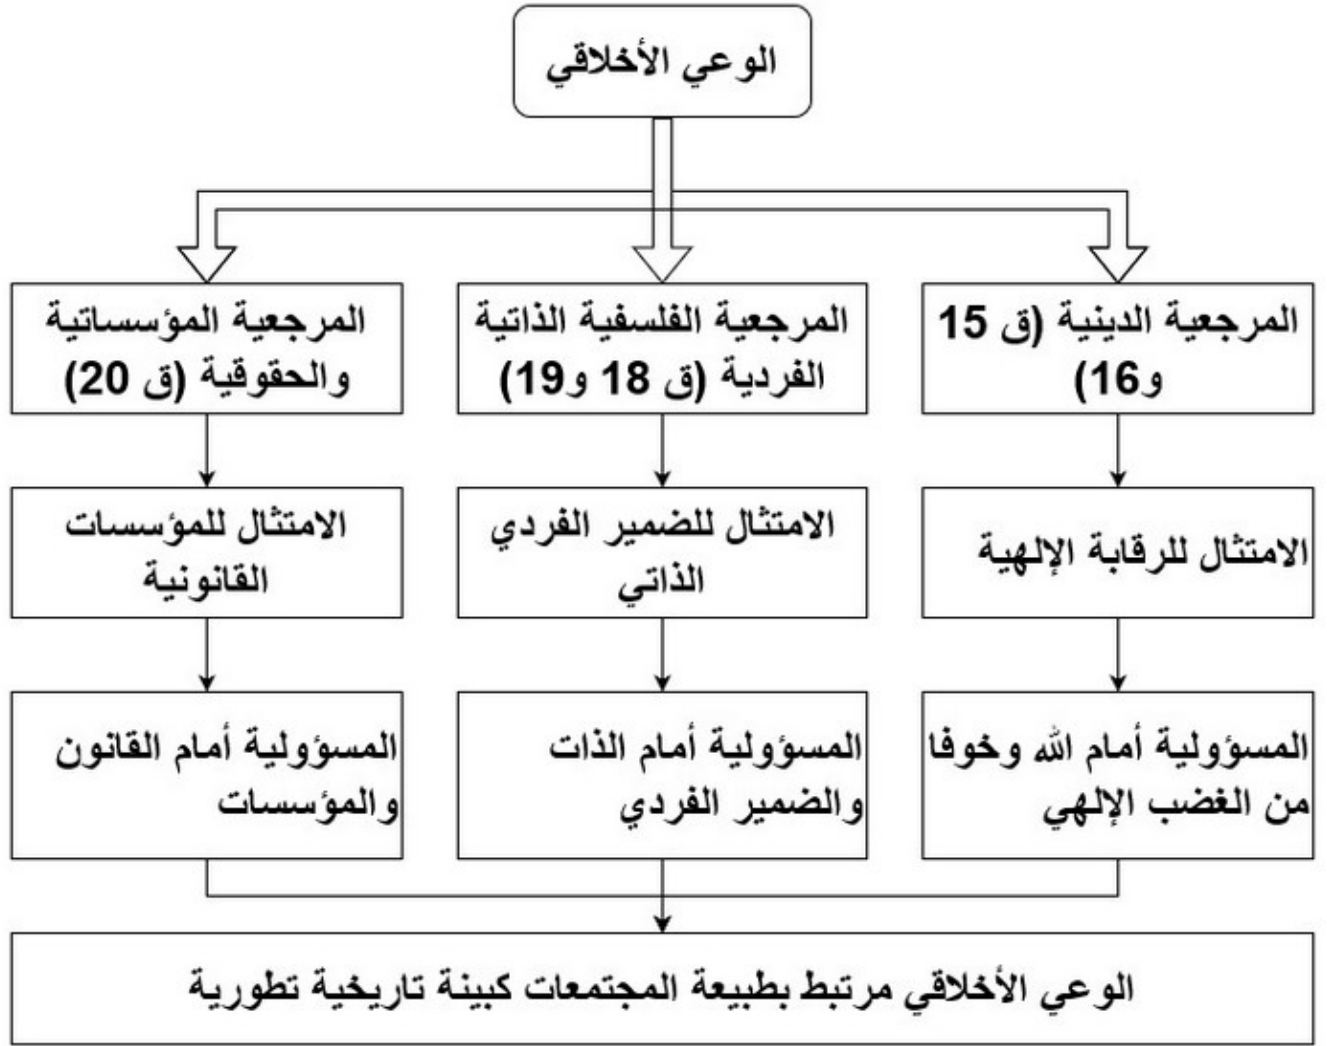 الوعي الأخلاقي
المرجعية الدينية (ق 15
و16)
المرجعية الفلسفية الذاتية
الفردية (ق 18 و19)
المرجعية المؤسساتية
والحقوقية (ق 20)
الامتثال للرقابة الإلهية
الامتثال للضمير الفردي
الذاتي
الامتثال للمؤسسات
القانونية
المسؤولية أمام الله وخوفا
من الغضب الإلهي
المسؤولية أمام الذات
والضمير الفردي
المسؤولية أمام القانون
والمؤسسات
الوعي الأخلاقي مرتبط بطبيعة المجتمعات كبينة تاريخية تطورية